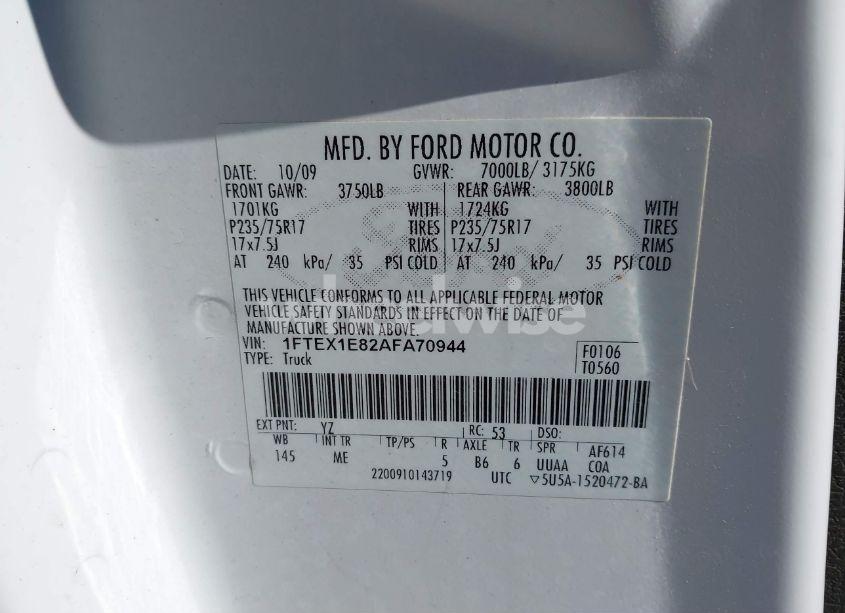 MFD. BY FORD MOTOR CO.
DATE: 10/09 GVWR: 7000LB/ 3175KG
FRONT GAWR: 3750LB REAR GAWR: 3800LB
1701KG WITH 1724KG WITH
P235/75R17 TIRES P235/75R17 TIRES
17x7.5J RIMS 17x7.5J RIMS
AT 240 kPa/ 35 PSI COLD AT 240 kPa/ 35 PSI COLD
THIS VEHICLE CONFORMS TO ALL APPLICABLE FEDERAL MOTOR
VEHICLE SAFETY STANDARDS IN EFFECT ON THE DATE OF
MANUFACTURE SHOWN ABOVE.
VIN: 1FTEX1E82AFA70944
TYPE: Truck
F0106
T0560
EXT PNT: YZ RC: 53 DSO:
WB INT TR TP/PS R AXLE TR SPR AF614
145 ME 5 B6 6 UUAA COA
2200910143719 UTC ▽5U5A-1520472-BA